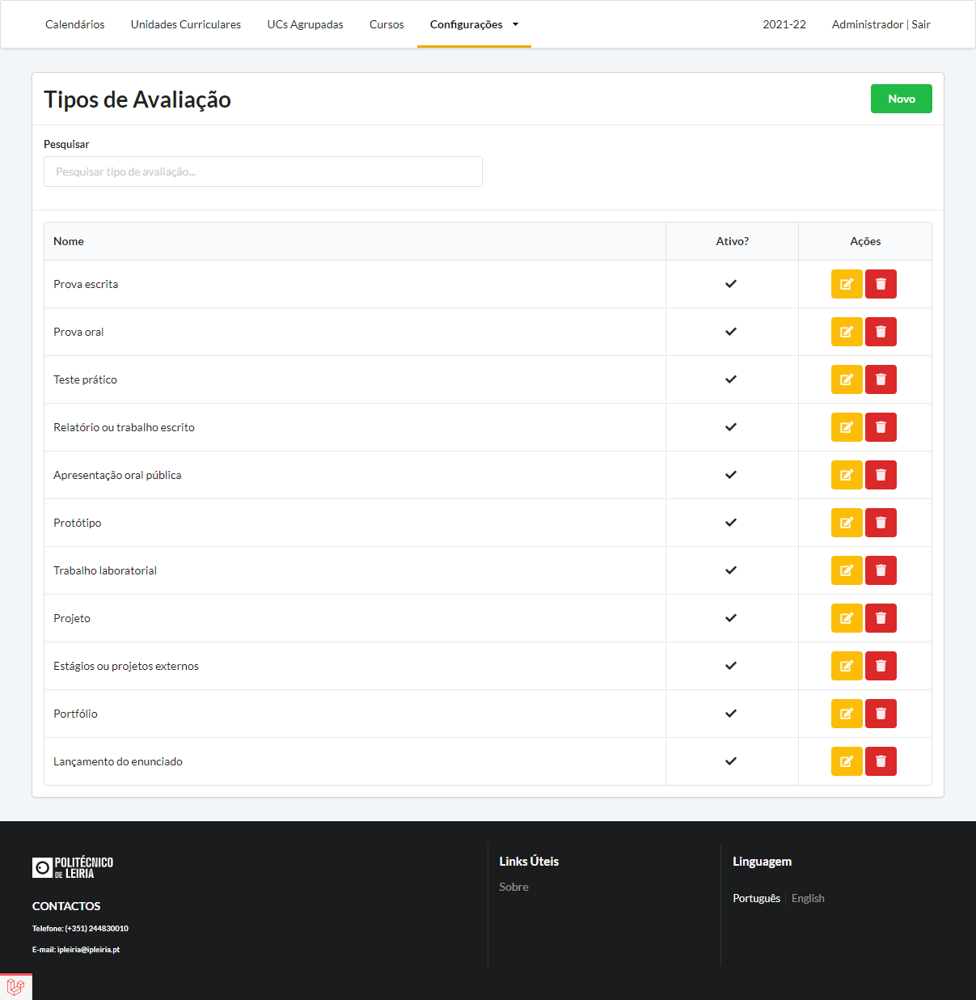 Calendários Unidades Curriculares UCs Agrupadas Cursos Configurações 2021-22 Administrador | Sair
Tipos de Avaliação Novo
Pesquisar
Pesquisar tipo de avaliação...
Nome Ativo? Ações
Prova escrita
Prova oral
Teste prático
Relatório ou trabalho escrito
Apresentação oral pública
Protótipo
Trabalho laboratorial
Projeto
Estágios ou projetos externos
Portfólio
Lançamento do enunciado
POLITÉCNICO
DE LEIRIA
CONTACTOS
Telefone: (+351) 244830010
E-mail: ipleiria@ipleiria.pt
Links Úteis
Sobre
Linguagem
Português | English